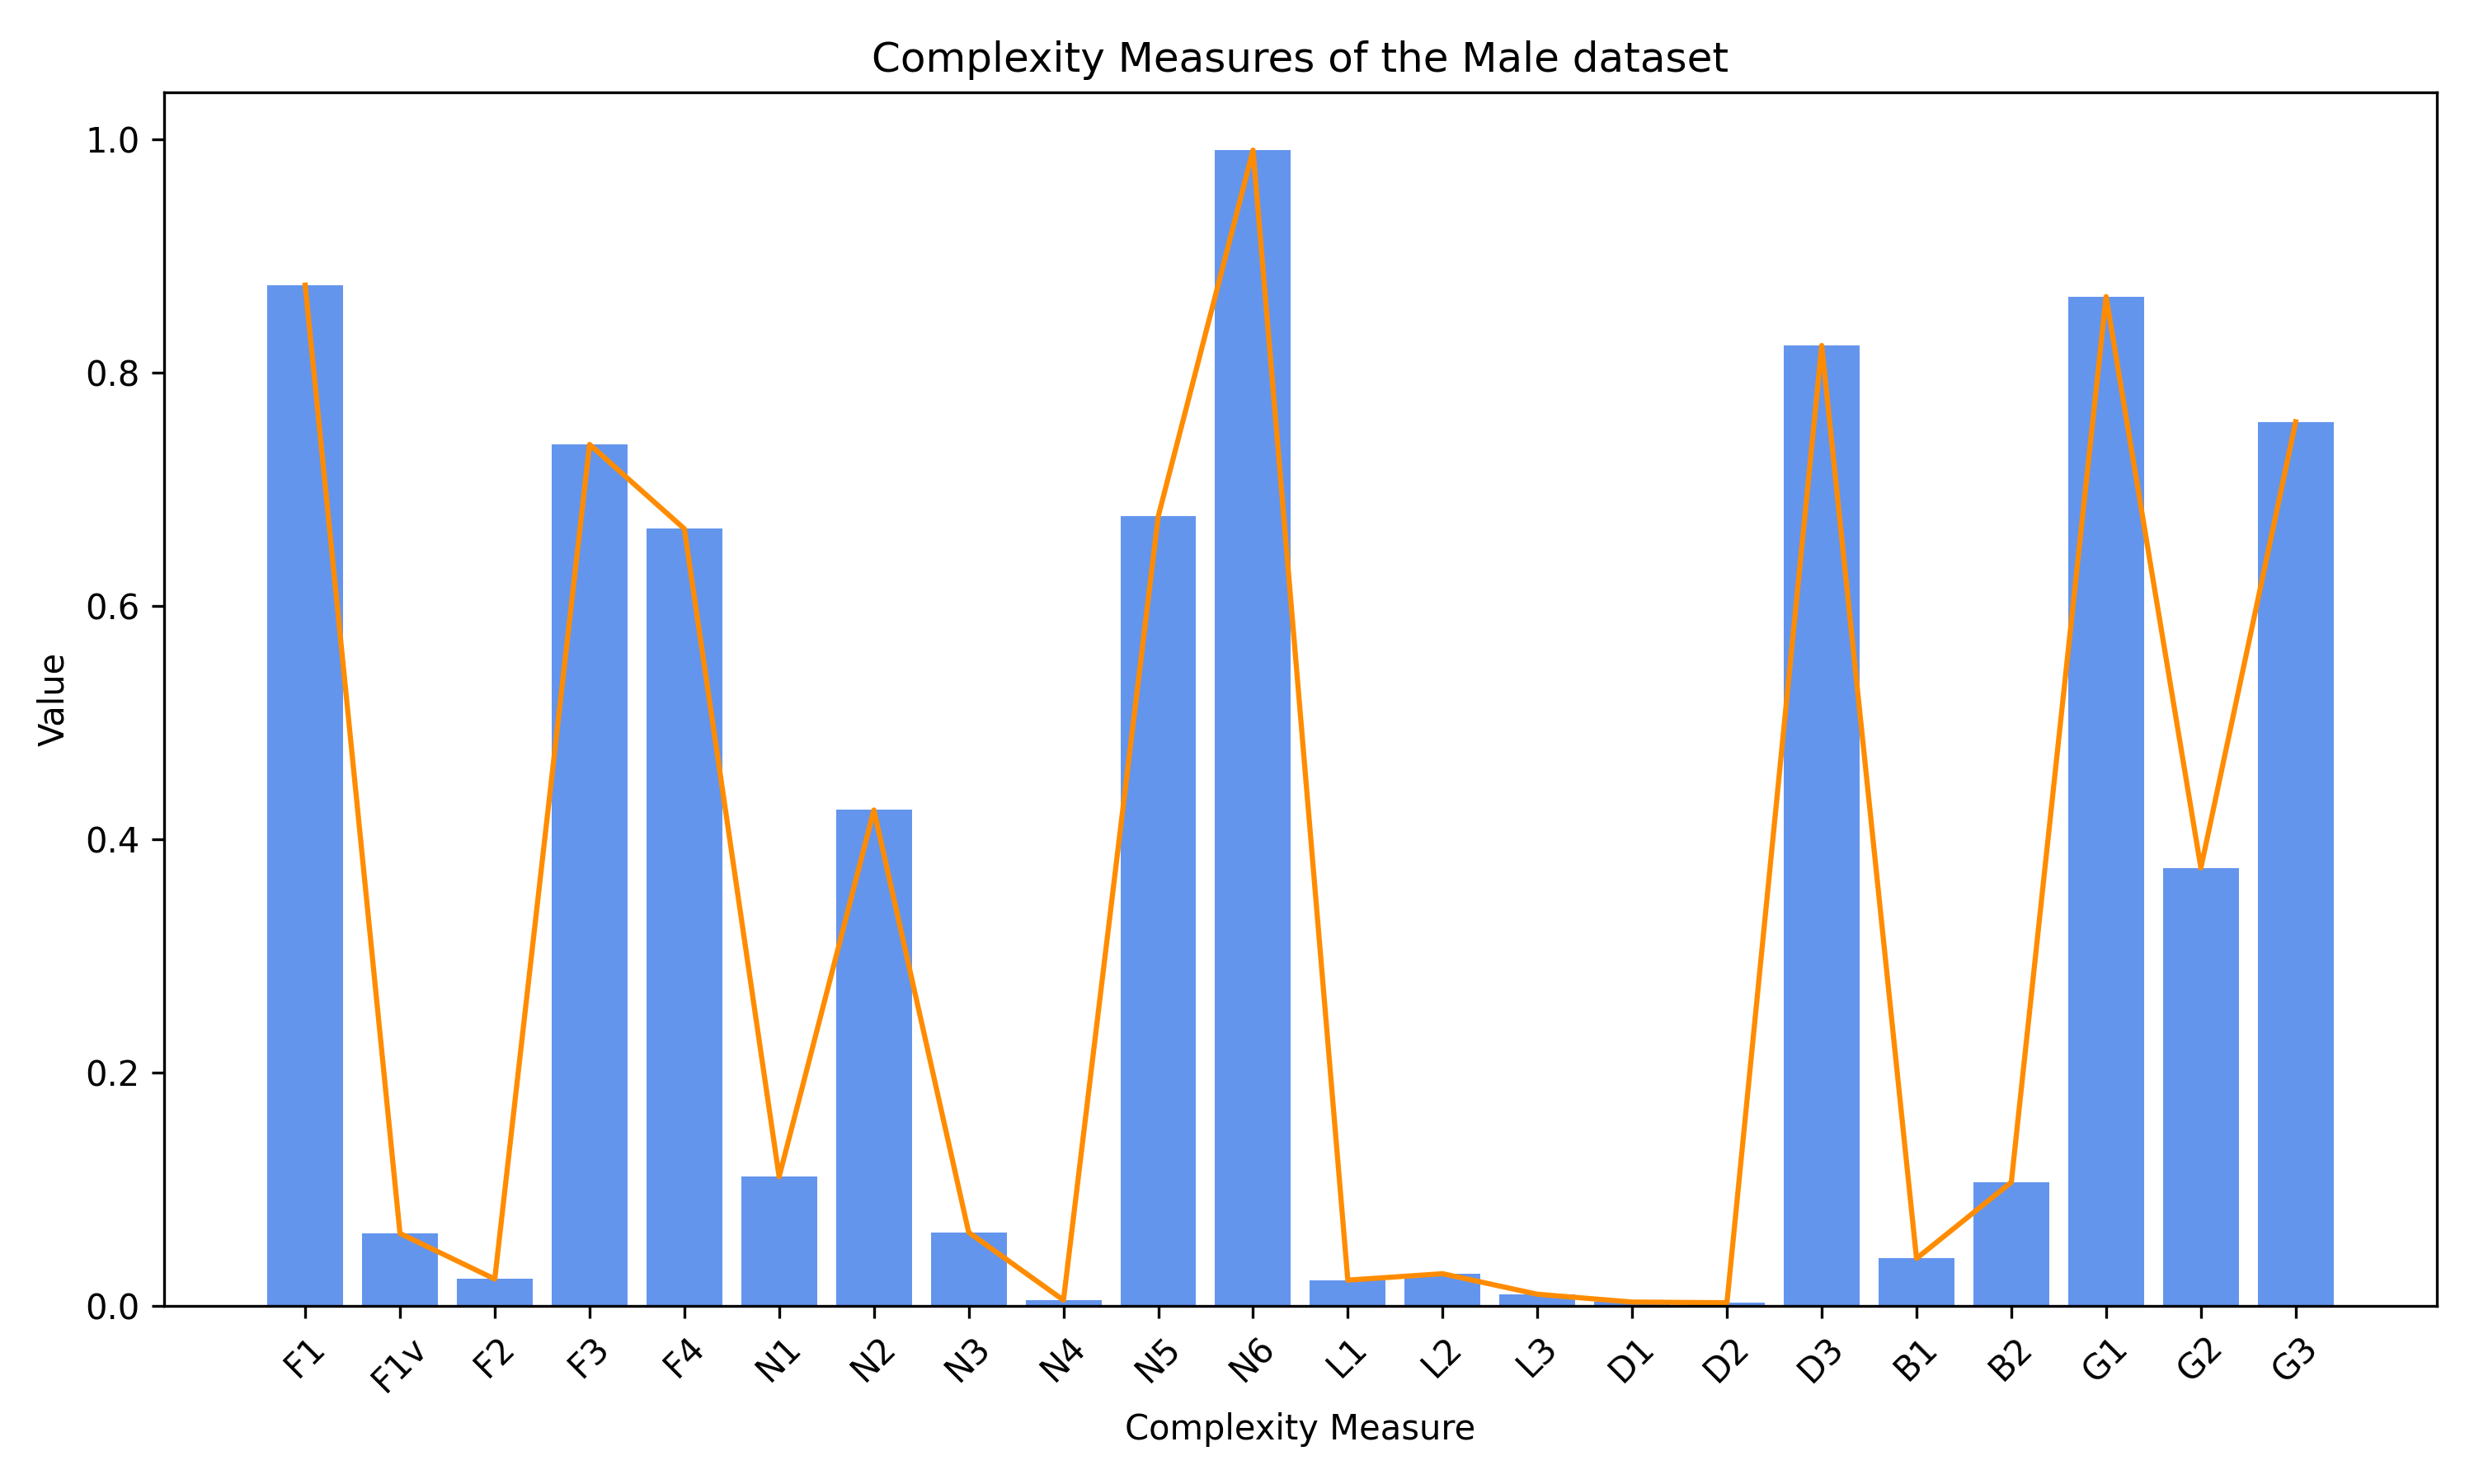 Complexity Measures of the Male dataset
1.0
0.8
0.6
0.4
0.2
0.0
Value
F1 F1v F2 F3 F4 N1 N2 N3 N4 N5 N6 L1 L2 L3 D1 D2 D3 B1 B2 G1 G2 G3
Complexity Measure